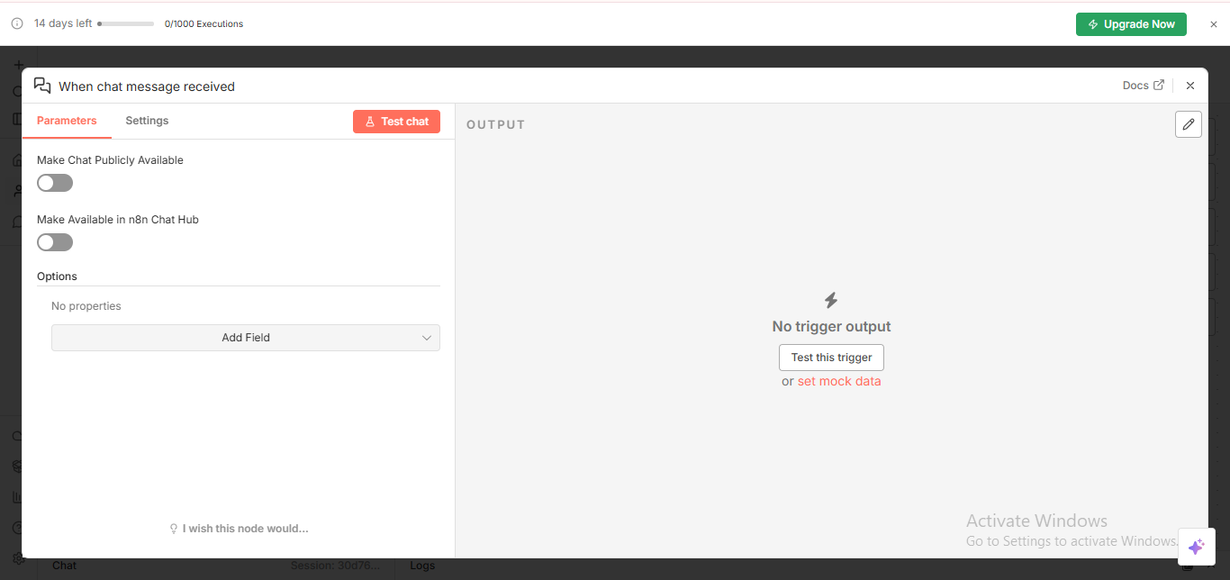 14 days left
0/1000 Executions
Upgrade Now
When chat message received
Docs
Parameters
Settings
Test chat
OUTPUT
Make Chat Publicly Available
Make Available in n8n Chat Hub
Options
No properties
Add Field
No trigger output
Test this trigger
or set mock data
I wish this node would...
Activate Windows
Go to Settings to activate Windows.
Chat
Session: 30d76...
Logs